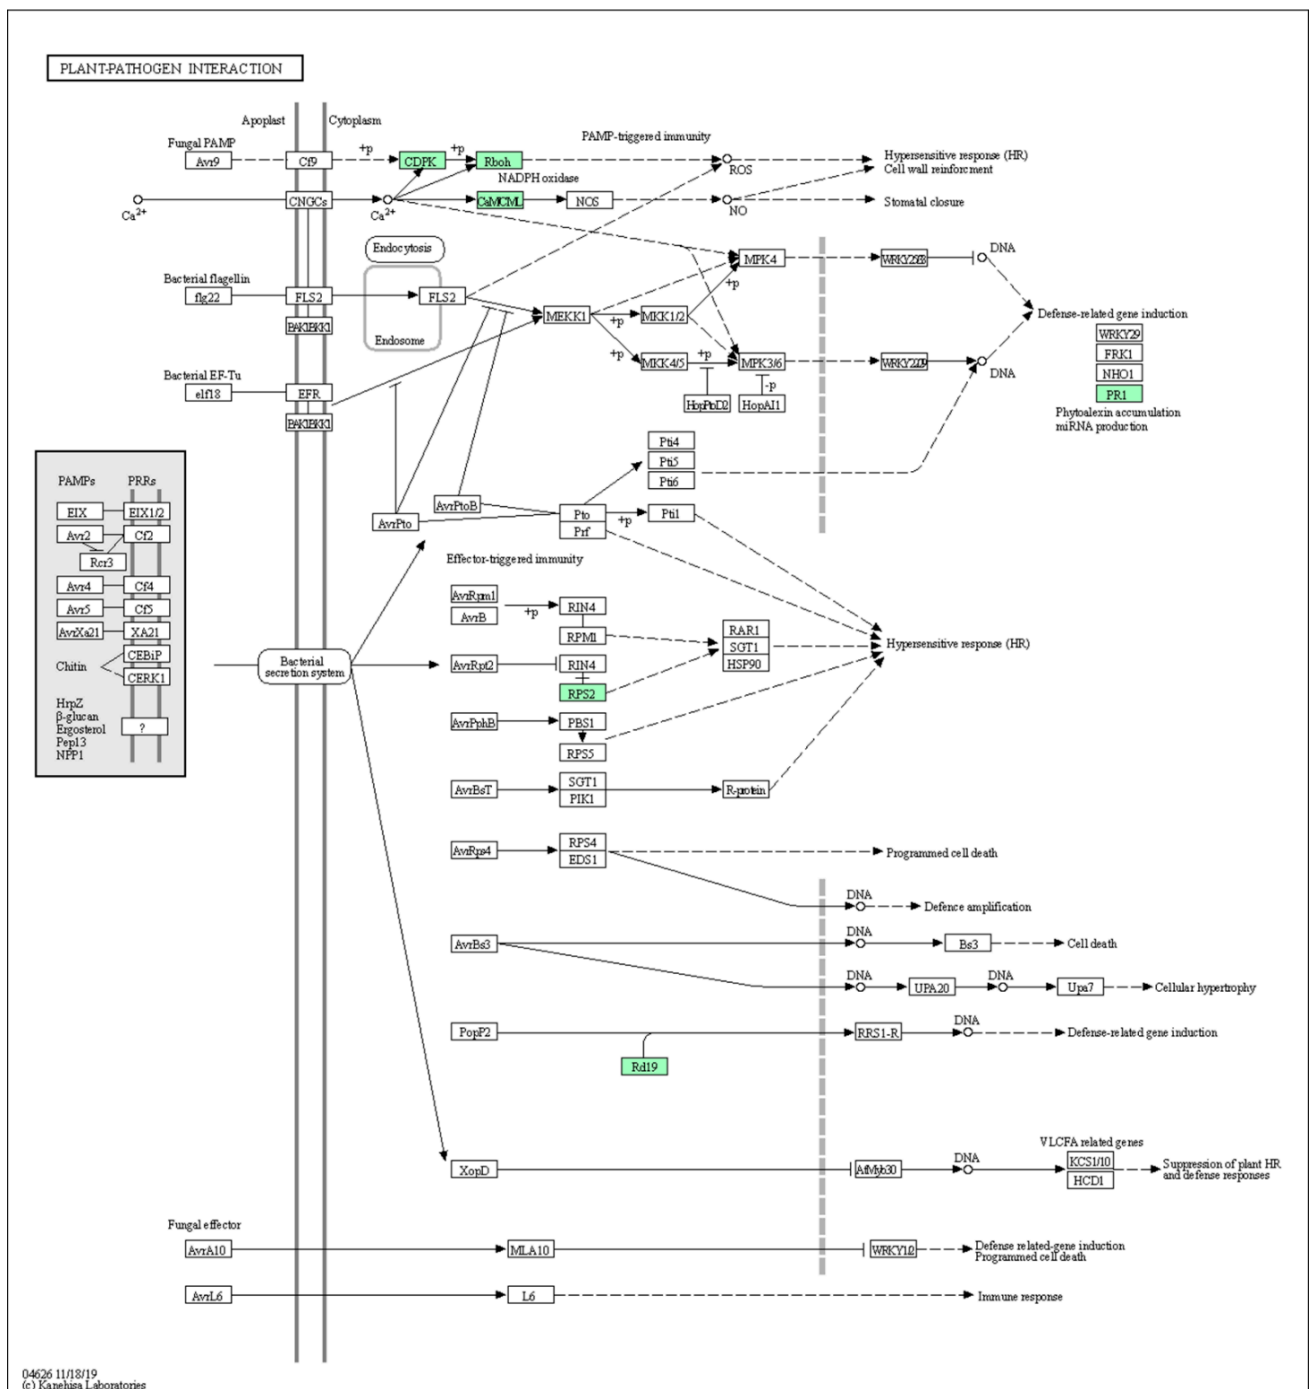 PLANT-PATHOGEN INTERACTION
Apoplast
Cytoplasm
PAMP-triggered immunity
Fungal PAMP
Avr9
Cf9
+p
CDPK
+p
Rboh
ROS
Hypersensitive response (HR)
Cell wall reinforcment
NADPH oxidase
Ca2+
CNGCs
Ca2+
CaMCML
NOS
NO
Stomatal closure
Endocytosis
MPK4
DNA
Bacterial flagellin
flg22
FLS2
FLS2
MEKK1
+p
MKK1/2
+p
Defense-related gene induction
WRKY29
FRK1
NHO1
PR1
Phytoalexin accumulation
miRNA production
Endosome
+p
MKK4/5
+p
MPK3/6
DNA
-p
HopPtoD2
HopAI1
Bacterial EF-Tu
elf18
EFR
Pti4
Pti5
Pti6
AvrPto
AvrPtoB
Pto
Prf
+p
Pti1
PAMPs
PRRs
EIX
EIX1/2
Avr2
Cf2
Rcr3
Avr4
Cf4
Avr5
Cf5
AvrXa21
XA21
Chitin
CEBiP
CERK1
HrpZ
β-glucan
Ergosterol
Pep13
NPP1
?
Effector-triggered immunity
AvrRpm1
AvrB
+p
RIN4
RPM1
RAR1
SGT1
HSP90
Hypersensitive response (HR)
Bacterial
secretion system
AvrRpt2
RIN4
RPS2
AvrPphB
PBS1
RPS5
AvrBsT
SGT1
PIK1
R-protein
AvrRps4
RPS4
EDS1
Programmed cell death
DNA
Defence amplification
AvrBs3
DNA
Bs3
Cell death
DNA
UPA20
DNA
Upa7
Cellular hypertrophy
PopP2
RRS1-R
DNA
Defense-related gene induction
Rd19
VLCFA related genes
XopD
AtMyb30
DNA
KCS1/10
HCD1
Suppression of plant HR
and defense responses
Fungal effector
AvrA10
MLA10
WRKY1/2
Defense related-gene induction
Programmed cell death
AvrL6
L6
Immune response
04626 11/18/19
(c) Kanehisa Laboratories